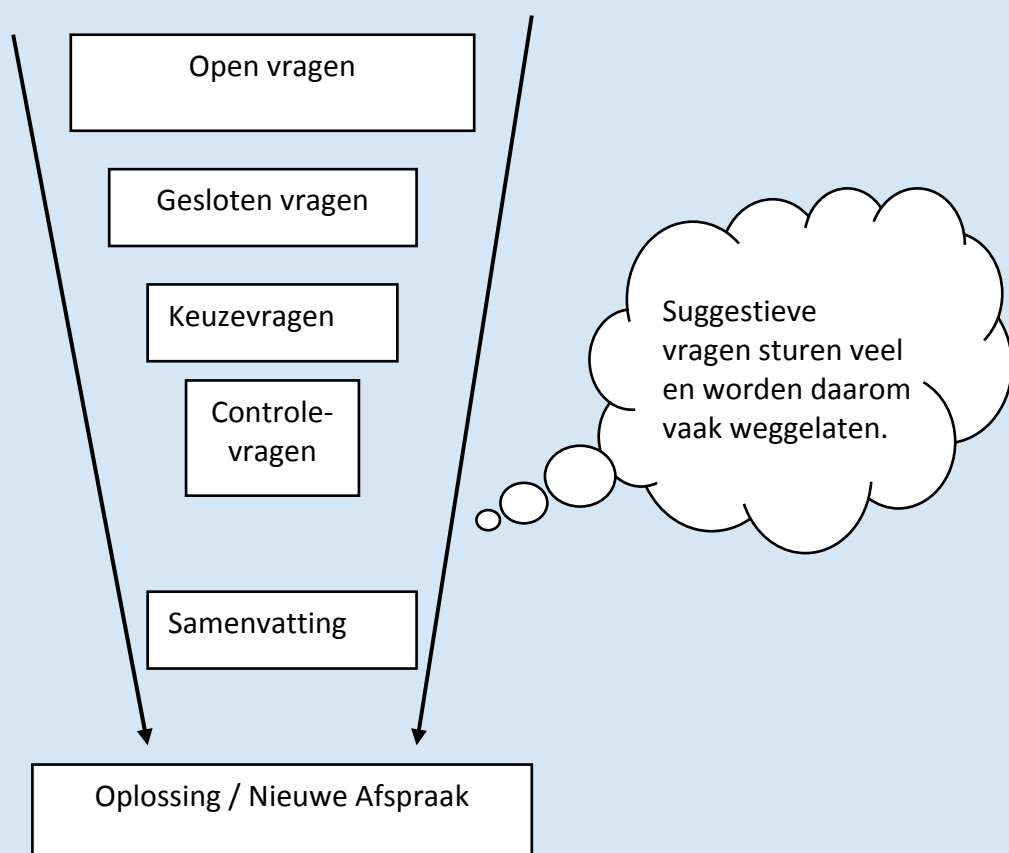 Open vragen
Gesloten vragen
Keuzevragen
Controle-
vragen
Suggestieve
vragen sturen veel
en worden daarom
vaak weggelaten.
Samenvatting
Oplossing / Nieuwe Afspraak